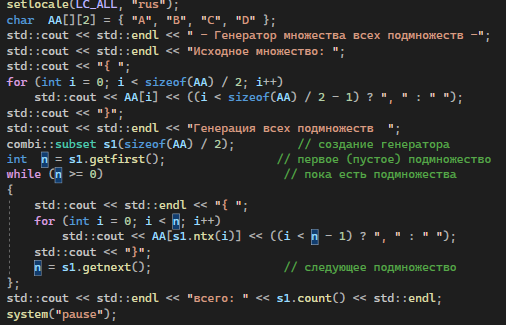 setlocale(LC_ALL, "rus");
char  AA[][2] = { "A", "B", "C", "D" };
std::cout << std::endl << " - Генератор множества всех подмножеств -";
std::cout << std::endl << "Исходное множество: ";
std::cout << "{ ";
for (int i = 0; i < sizeof(AA) / 2; i++)
    std::cout << AA[i] << ((i < sizeof(AA) / 2 - 1) ? ", " : " ");
std::cout << "}";
std::cout << std::endl << "Генерация всех подмножеств  ";
combi::subset s1(sizeof(AA) / 2);         // создание генератора
int  n = s1.getfirst();                // первое (пустое) подмножество
while (n >= 0)                          // пока есть подмножества
{
    std::cout << std::endl << "{ ";
    for (int i = 0; i < n; i++)
        std::cout << AA[s1.ntx(i)] << ((i < n - 1) ? ", " : " ");
    std::cout << "}";
    n = s1.getnext();                   // следующее подмножество
};
std::cout << std::endl << "всего: " << s1.count() << std::endl;
system("pause");